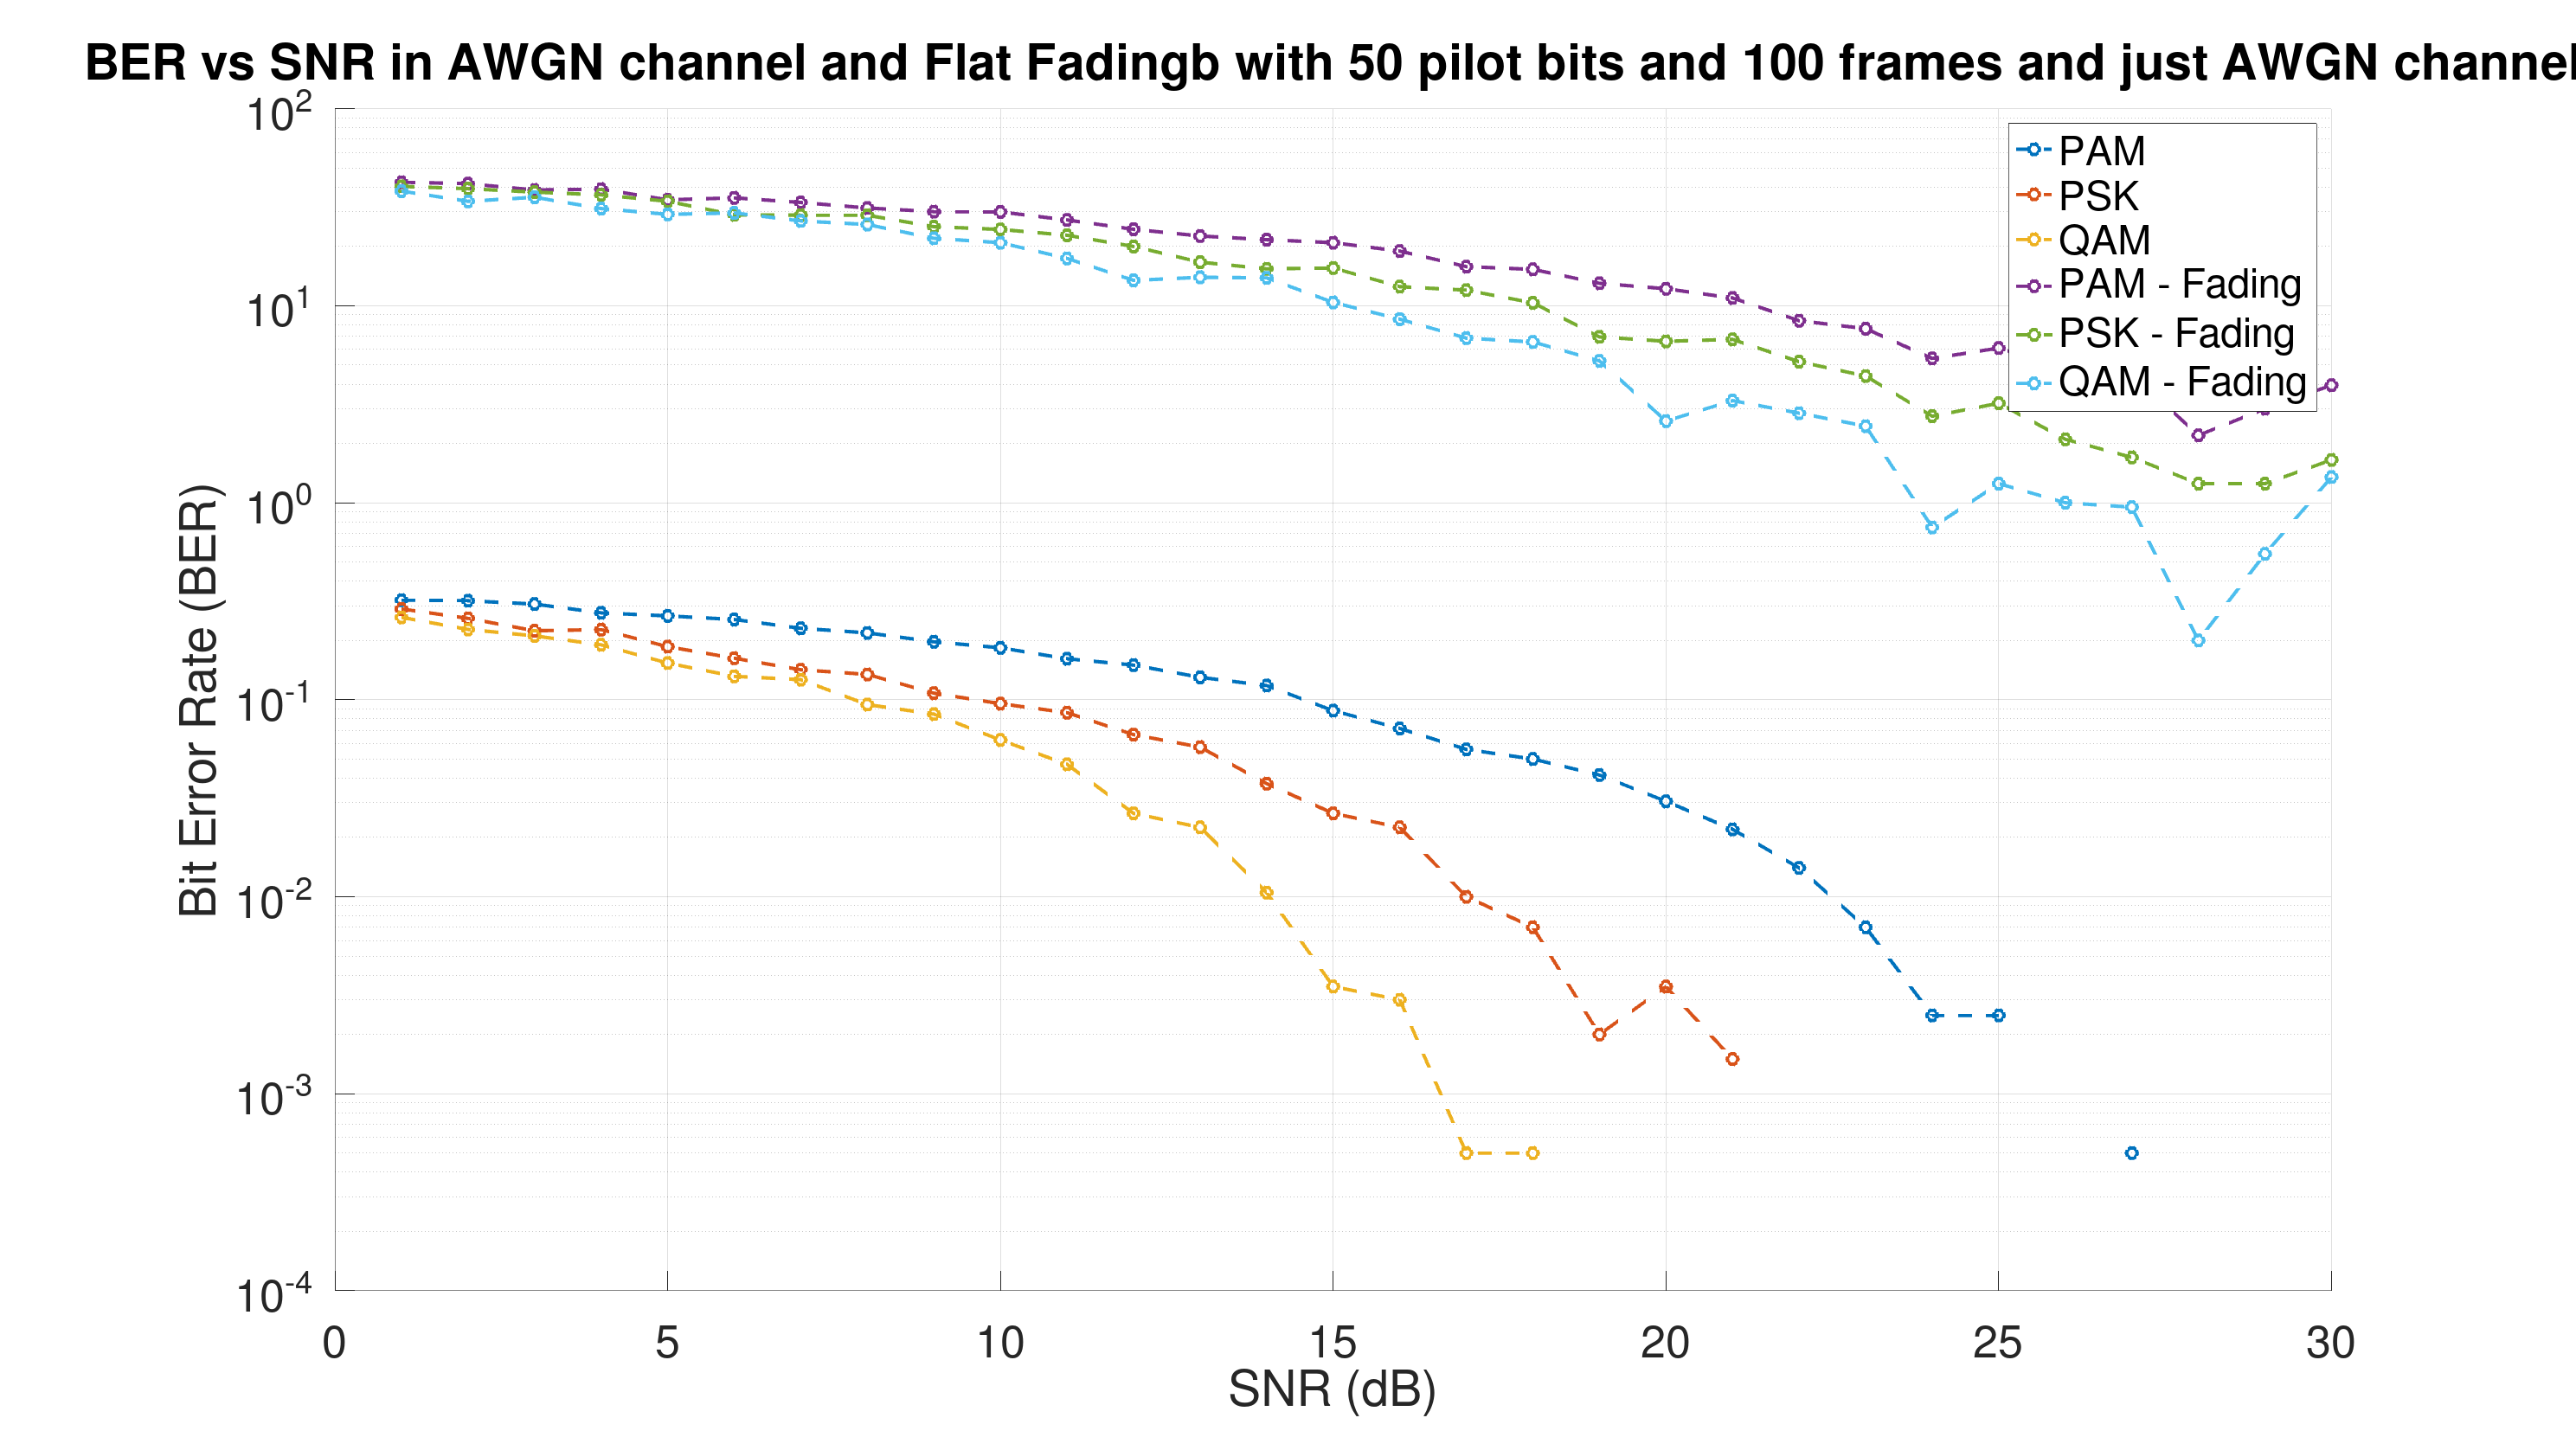 BER vs SNR in AWGN channel and Flat Fadingb with 50 pilot bits and 100 frames and just AWGN channel
10^2
10^1
10^0
10^-1
10^-2
10^-3
10^-4
Bit Error Rate (BER)
PAM
PSK
QAM
PAM - Fading
PSK - Fading
QAM - Fading
0 5 10 15 20 25 30
SNR (dB)